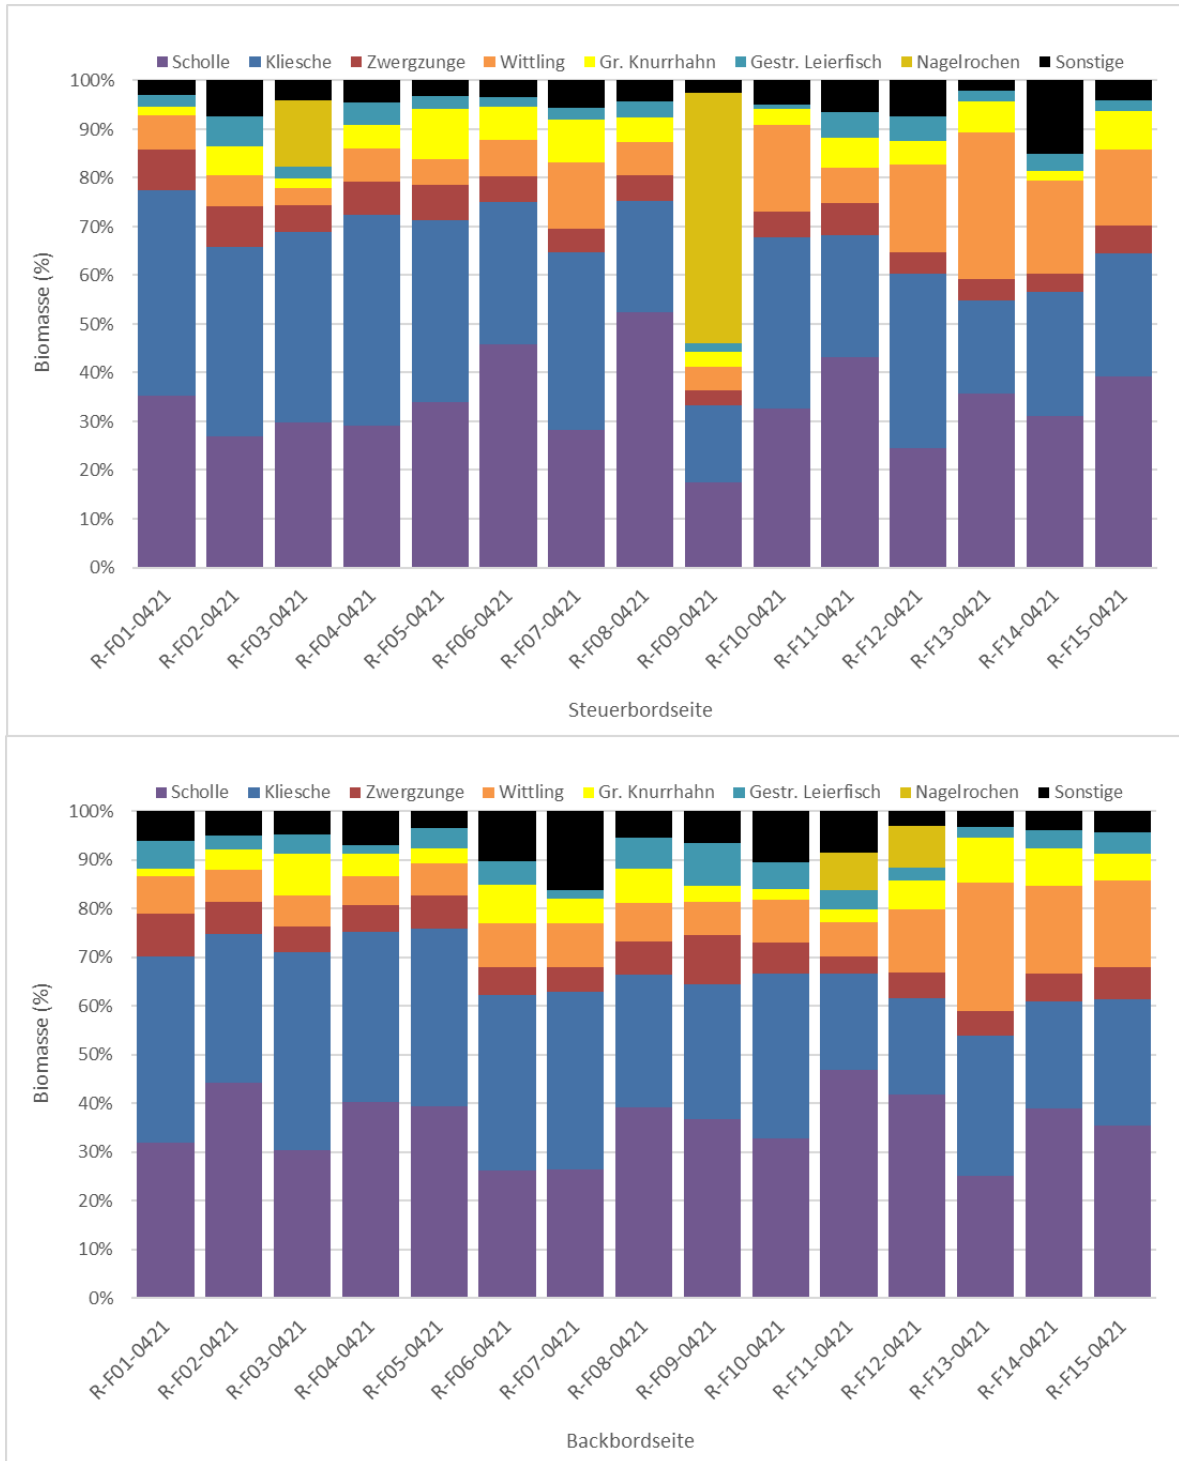 Scholle Kliesche Zwergzunge Wittling Gr. Knurrhahn Gestr. Leierfisch Nagelrochen Sonstige
100%
90%
80%
70%
60%
50%
40%
30%
20%
10%
0%
Biomasse (%)
R-F01-0421
R-F02-0421
R-F03-0421
R-F04-0421
R-F05-0421
R-F06-0421
R-F07-0421
R-F08-0421
R-F09-0421
R-F10-0421
R-F11-0421
R-F12-0421
R-F13-0421
R-F14-0421
R-F15-0421
Steuerbordseite
Scholle Kliesche Zwergzunge Wittling Gr. Knurrhahn Gestr. Leierfisch Nagelrochen Sonstige
100%
90%
80%
70%
60%
50%
40%
30%
20%
10%
0%
Biomasse (%)
R-F01-0421
R-F02-0421
R-F03-0421
R-F04-0421
R-F05-0421
R-F06-0421
R-F07-0421
R-F08-0421
R-F09-0421
R-F10-0421
R-F11-0421
R-F12-0421
R-F13-0421
R-F14-0421
R-F15-0421
Backbordseite